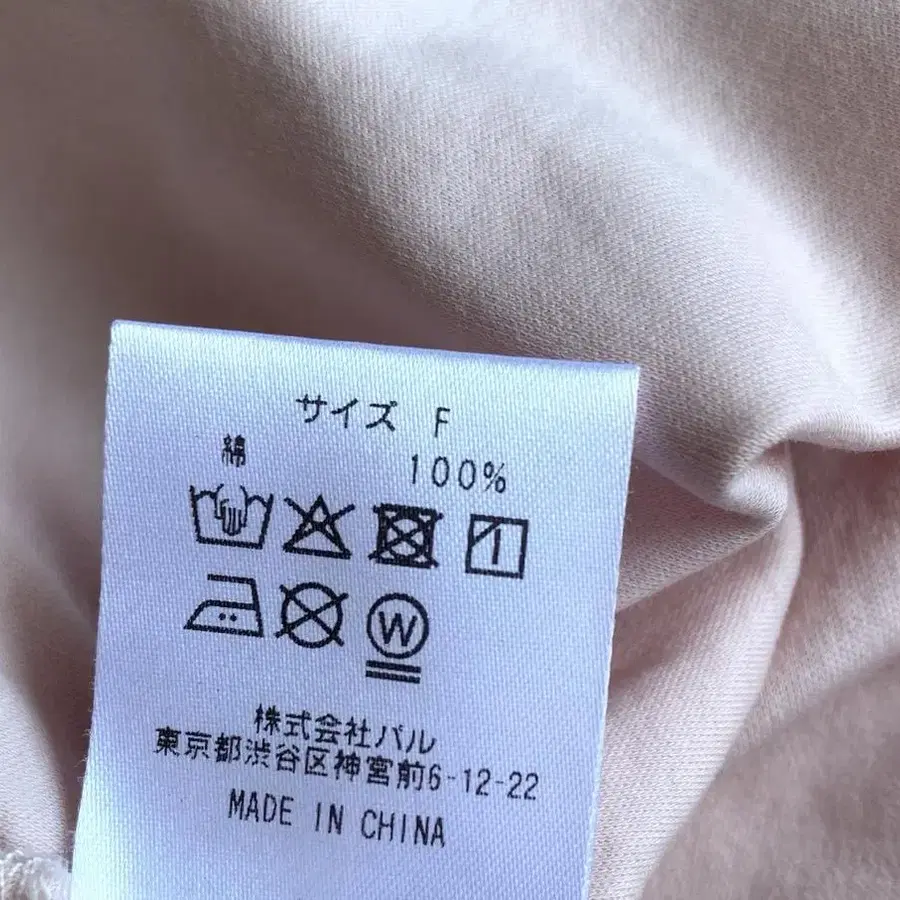 サイズ F
綿 100%
W
株式会社パル
東京都渋谷区神宮前6-12-22
MADE IN CHINA